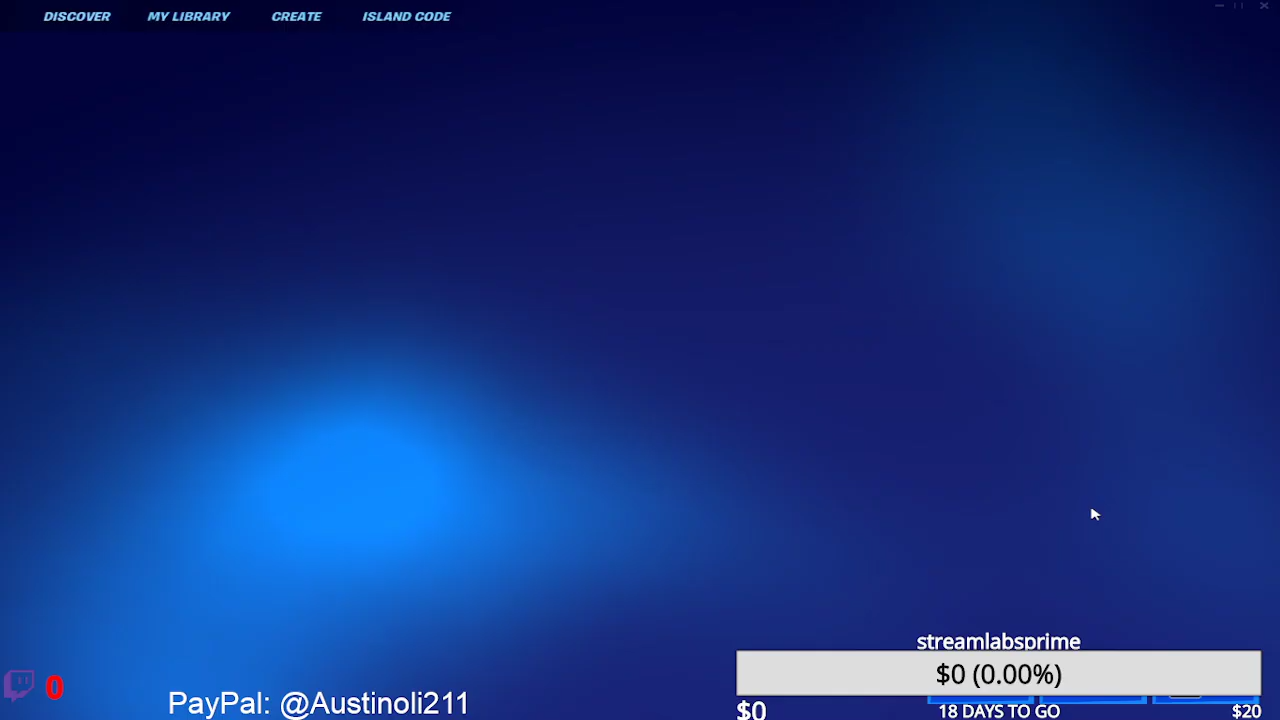 DISCOVER MY LIBRARY CREATE ISLAND CODE
streamlabsprime
$0 (0.00%)
0
PayPal: @Austinoli211
$0 18 DAYS TO GO $20